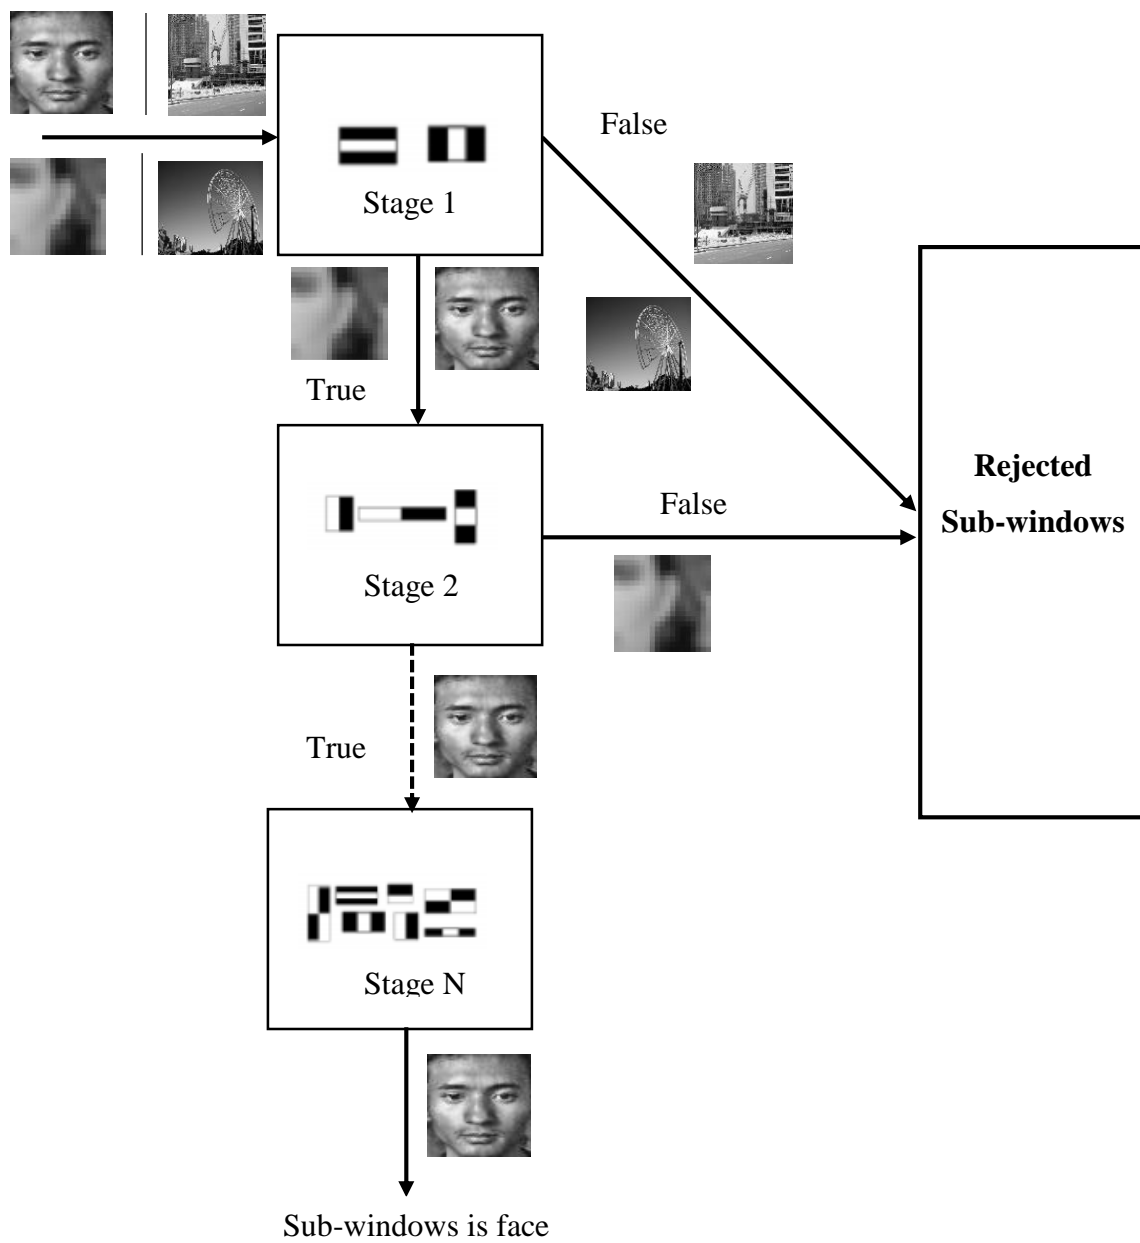 False
Stage 1
True
Rejected
Sub-windows
False
Stage 2
True
Stage N
Sub-windows is face